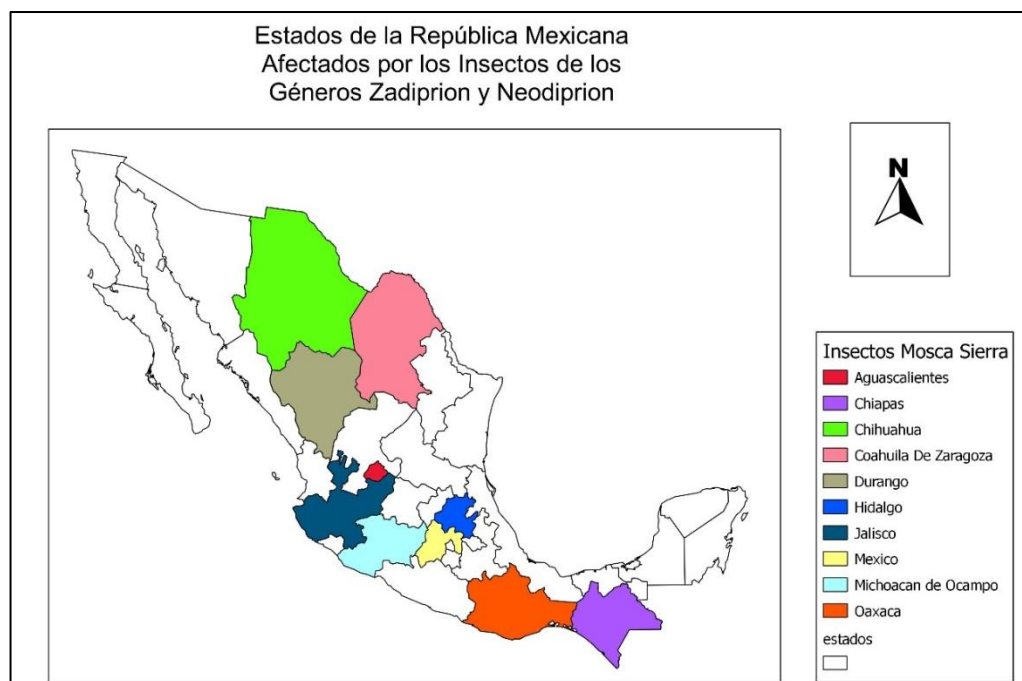 Estados de la República Mexicana
Afectados por los Insectos de los
Géneros Zadiprion y Neodiprion
N
Insectos Mosca Sierra
Aguascalientes
Chiapas
Chihuahua
Coahuila De Zaragoza
Durango
Hidalgo
Jalisco
Mexico
Michoacan de Ocampo
Oaxaca
estados